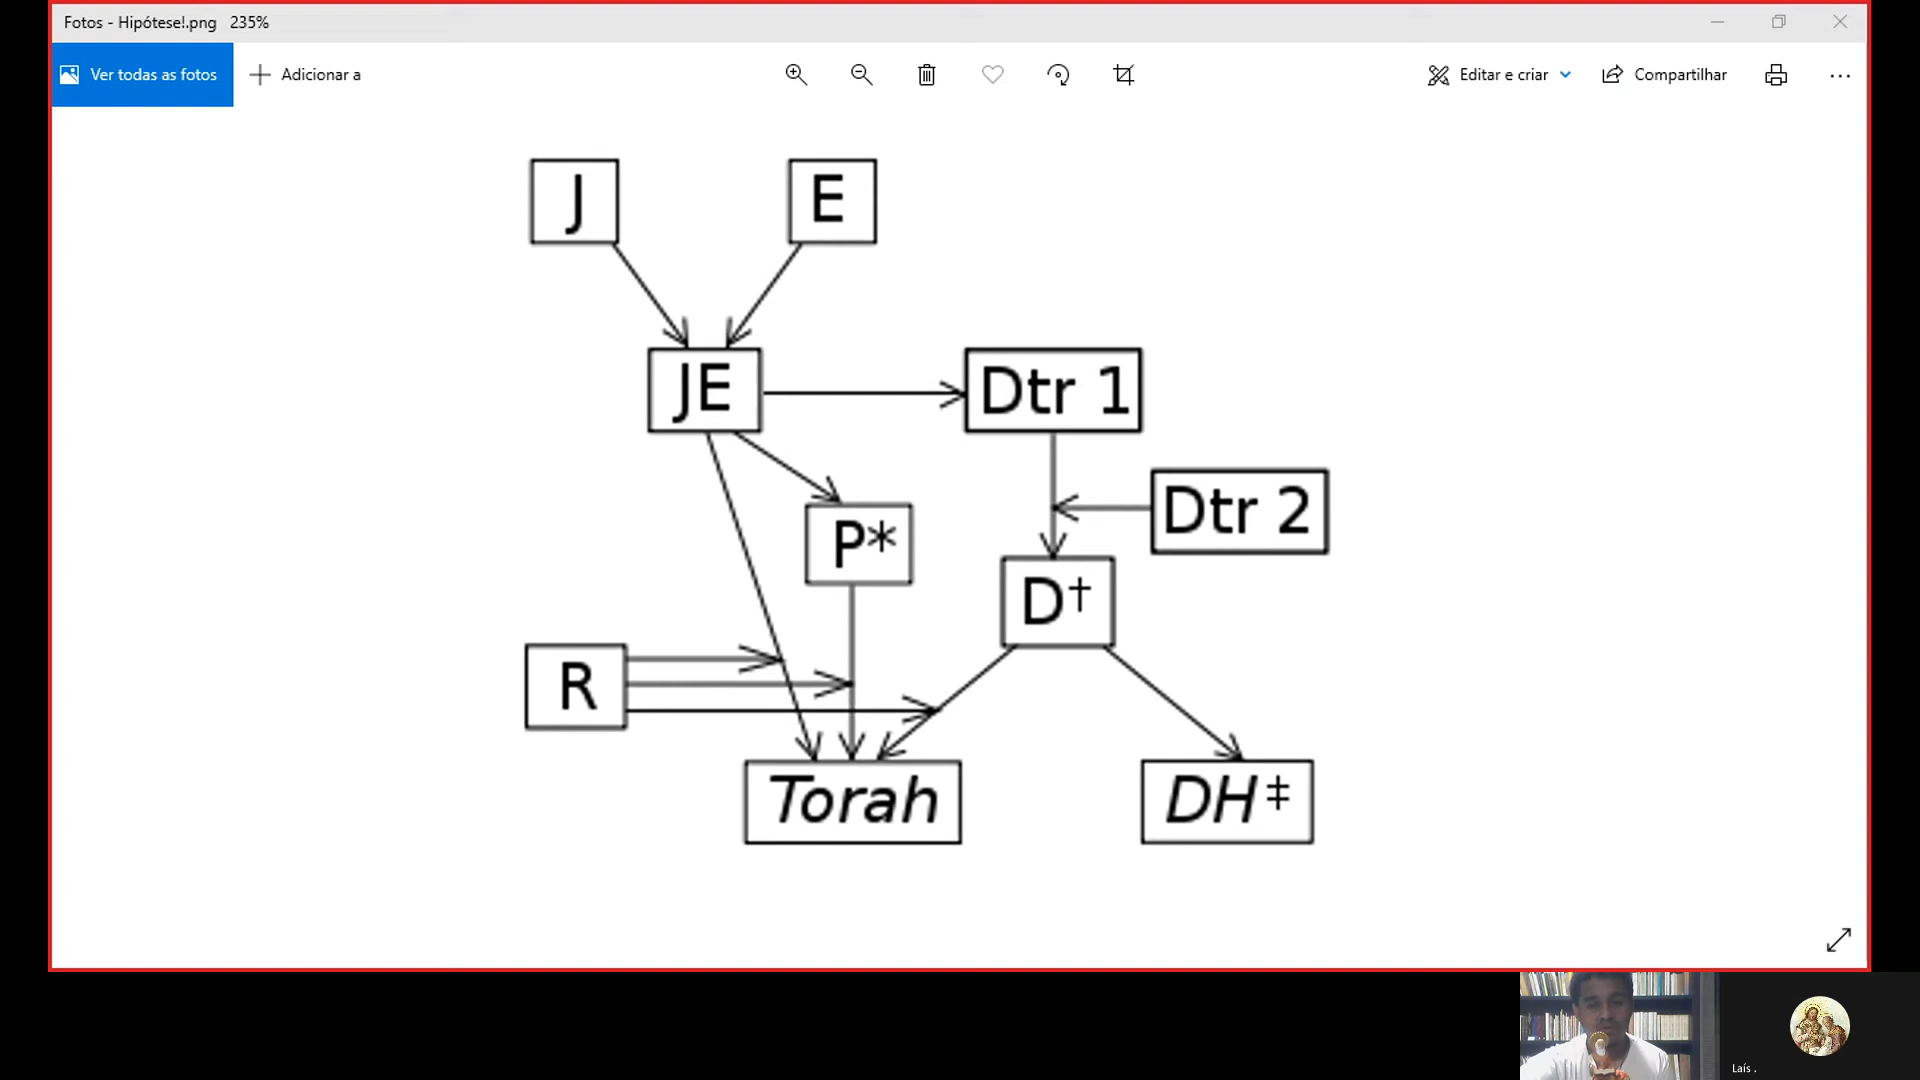 Fotos - Hipótese!.png 235%
Ver todas as fotos
Adicionar a
Editar e criar
Compartilhar
J
E
JE
Dtr 1
Dtr 2
P*
D†
R
Torah
DH‡
Laís .